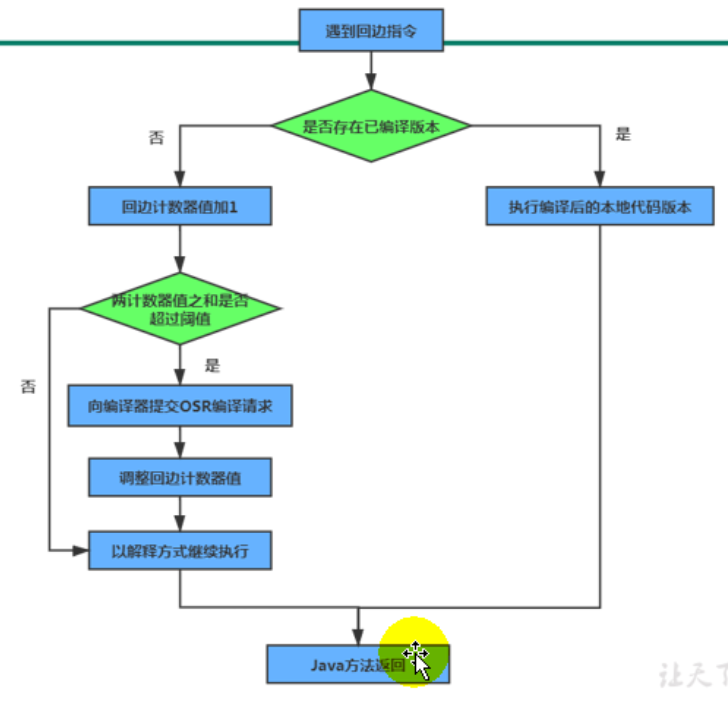 遇到回边指令
是否存在已编译版本
否
是
回边计数器值加1
执行编译后的本地代码版本
两计数器值之和是否
超过阈值
是
否
向编译器提交OSR编译请求
调整回边计数器值
以解释方式继续执行
Java方法返回
让天